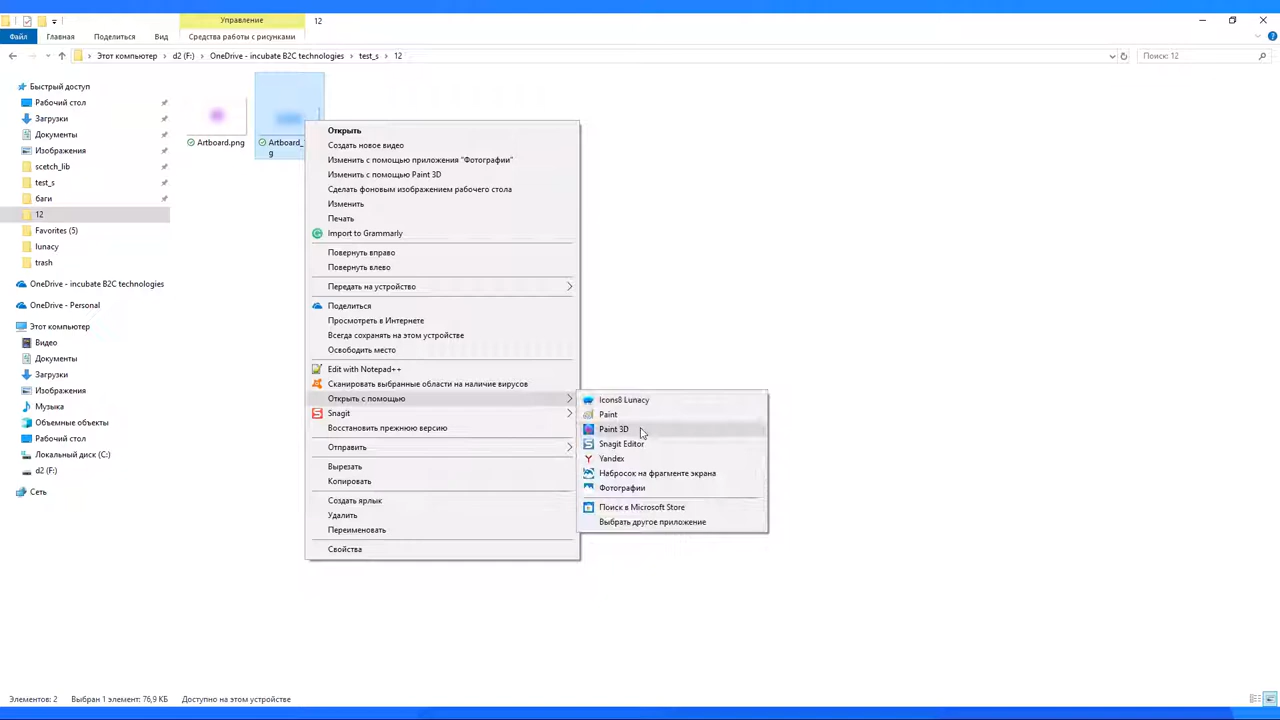 Управление
12
Файл
Главная
Поделиться
Вид
Средства работы с рисунками
Этот компьютер
d2 (F:)
OneDrive - incubate B2C technologies
test_s
12
Поиск: 12
Быстрый доступ
Рабочий стол
Загрузки
Документы
Изображения
scetch_lib
test_s
баги
12
Favorites (5)
lunacy
trash
OneDrive - incubate B2C technologies
OneDrive - Personal
Этот компьютер
Видео
Документы
Загрузки
Изображения
Музыка
Объемные объекты
Рабочий стол
Локальный диск (C:)
d2 (F:)
Сеть
Artboard.png
Artboard_
g
Открыть
Создать новое видео
Изменить с помощью приложения "Фотографии"
Изменить с помощью Paint 3D
Сделать фоновым изображением рабочего стола
Изменить
Печать
Import to Grammarly
Повернуть вправо
Повернуть влево
Передать на устройство
Поделиться
Просмотреть в Интернете
Всегда сохранять на этом устройстве
Освободить место
Edit with Notepad++
Сканировать выбранные области на наличие вирусов
Открыть с помощью
Snagit
Восстановить прежнюю версию
Отправить
Вырезать
Копировать
Создать ярлык
Удалить
Переименовать
Свойства
Icons8 Lunacy
Paint
Paint 3D
Snagit Editor
Yandex
Набросок на фрагменте экрана
Фотографии
Поиск в Microsoft Store
Выбрать другое приложение
Элементов: 2
Выбран 1 элемент: 76,9 КБ
Доступно на этом устройстве